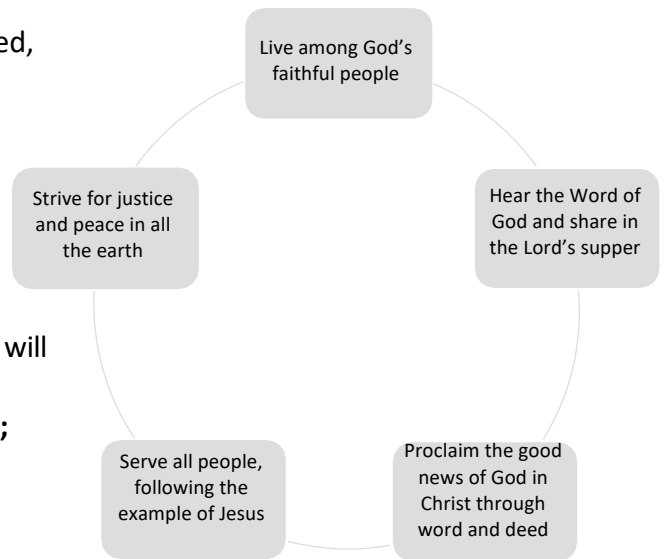 ed,
Live among God’s
faithful people
Strive for justice
and peace in all
the earth
Hear the Word of
God and share in
the Lord’s supper
will
;
Serve all people,
following the
example of Jesus
Proclaim the good
news of God in
Christ through
word and deed